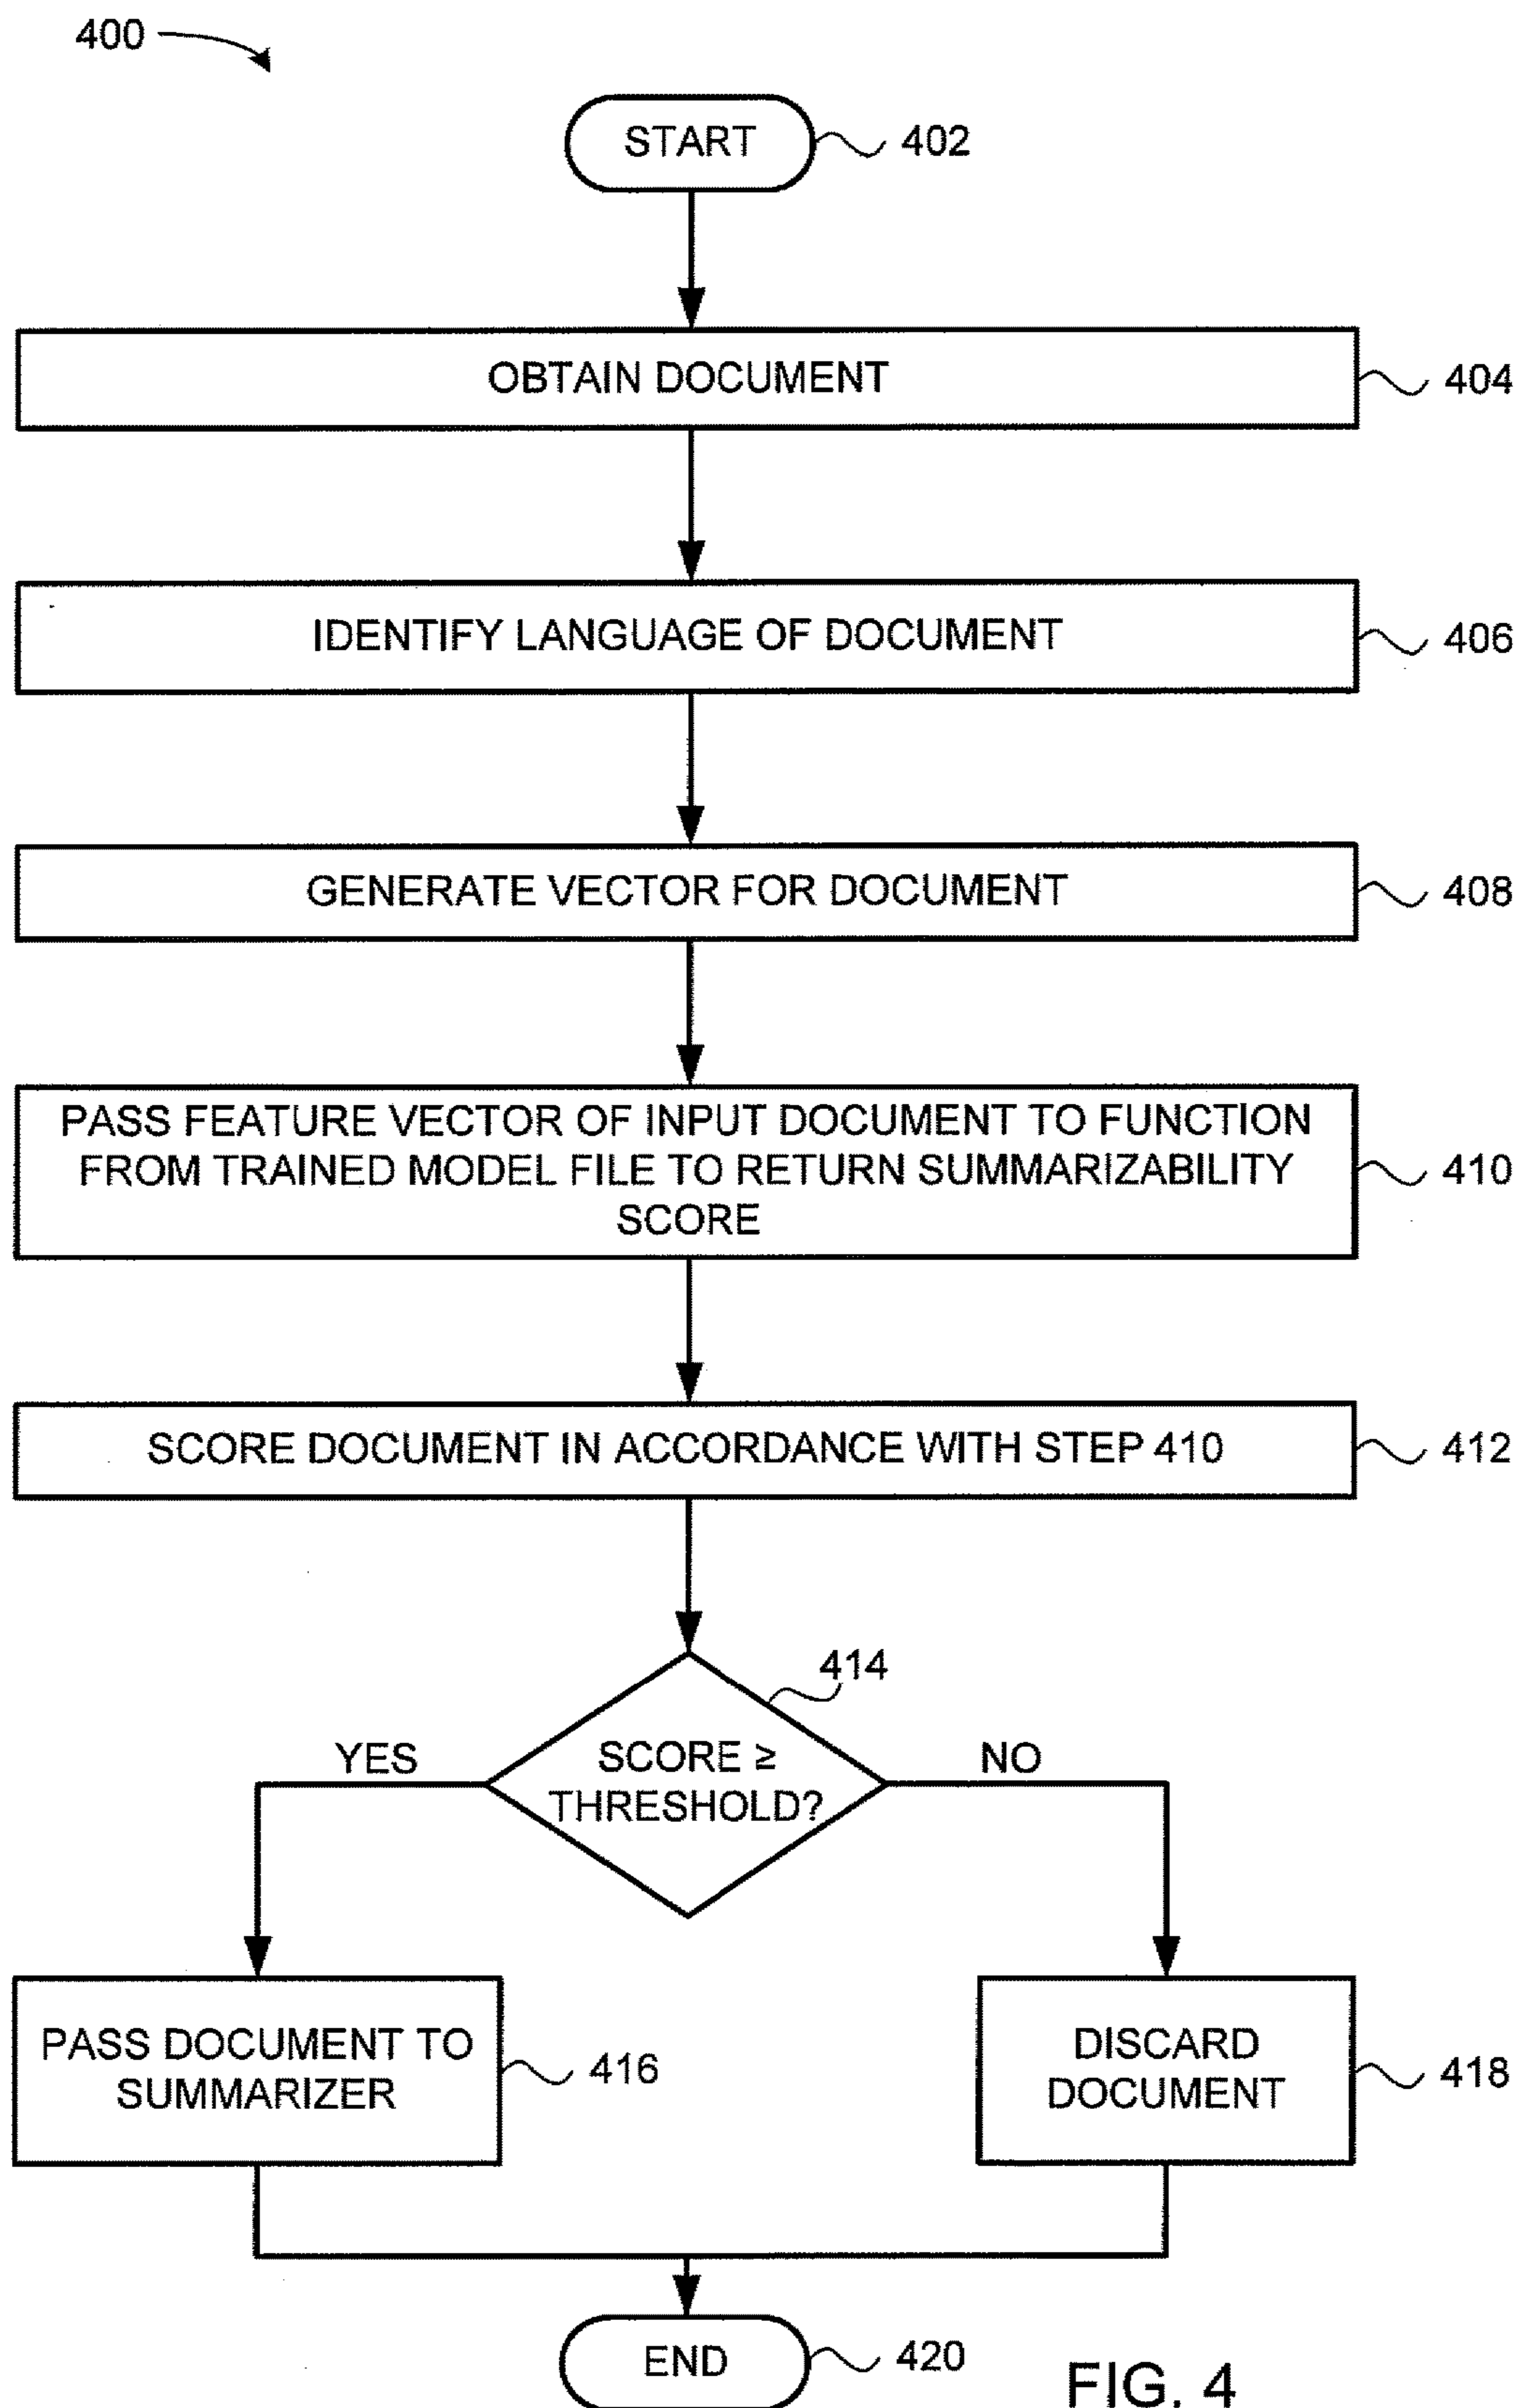 400
START
402
OBTAIN DOCUMENT
404
IDENTIFY LANGUAGE OF DOCUMENT
406
GENERATE VECTOR FOR DOCUMENT
408
PASS FEATURE VECTOR OF INPUT DOCUMENT TO FUNCTION
FROM TRAINED MODEL FILE TO RETURN SUMMARIZABILITY
SCORE
410
SCORE DOCUMENT IN ACCORDANCE WITH STEP 410
412
414
YES
SCORE ≥
THRESHOLD?
NO
PASS DOCUMENT TO
SUMMARIZER
416
DISCARD
DOCUMENT
418
END
420
FIG. 4